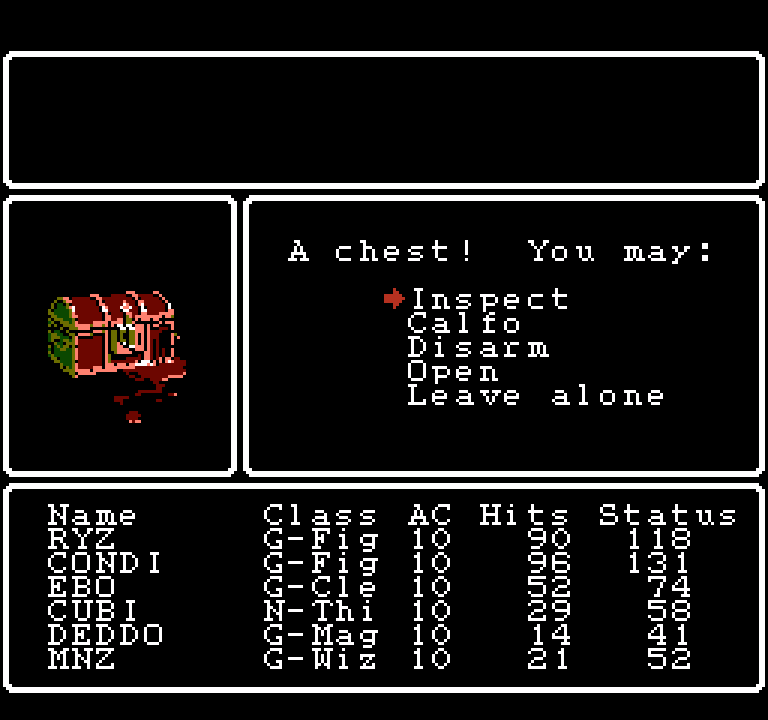 A chest! You may:
Inspect
Calfo
Disarm
Open
Leave alone
Name Class AC Hits Status
RYZ G-Fig 10 90 118
CONDI G-Fig 10 96 131
EBO G-Cle 10 52 74
CUBI N-Thi 10 29 58
DEDDO G-Mag 10 14 41
MNZ G-Wiz 10 21 52